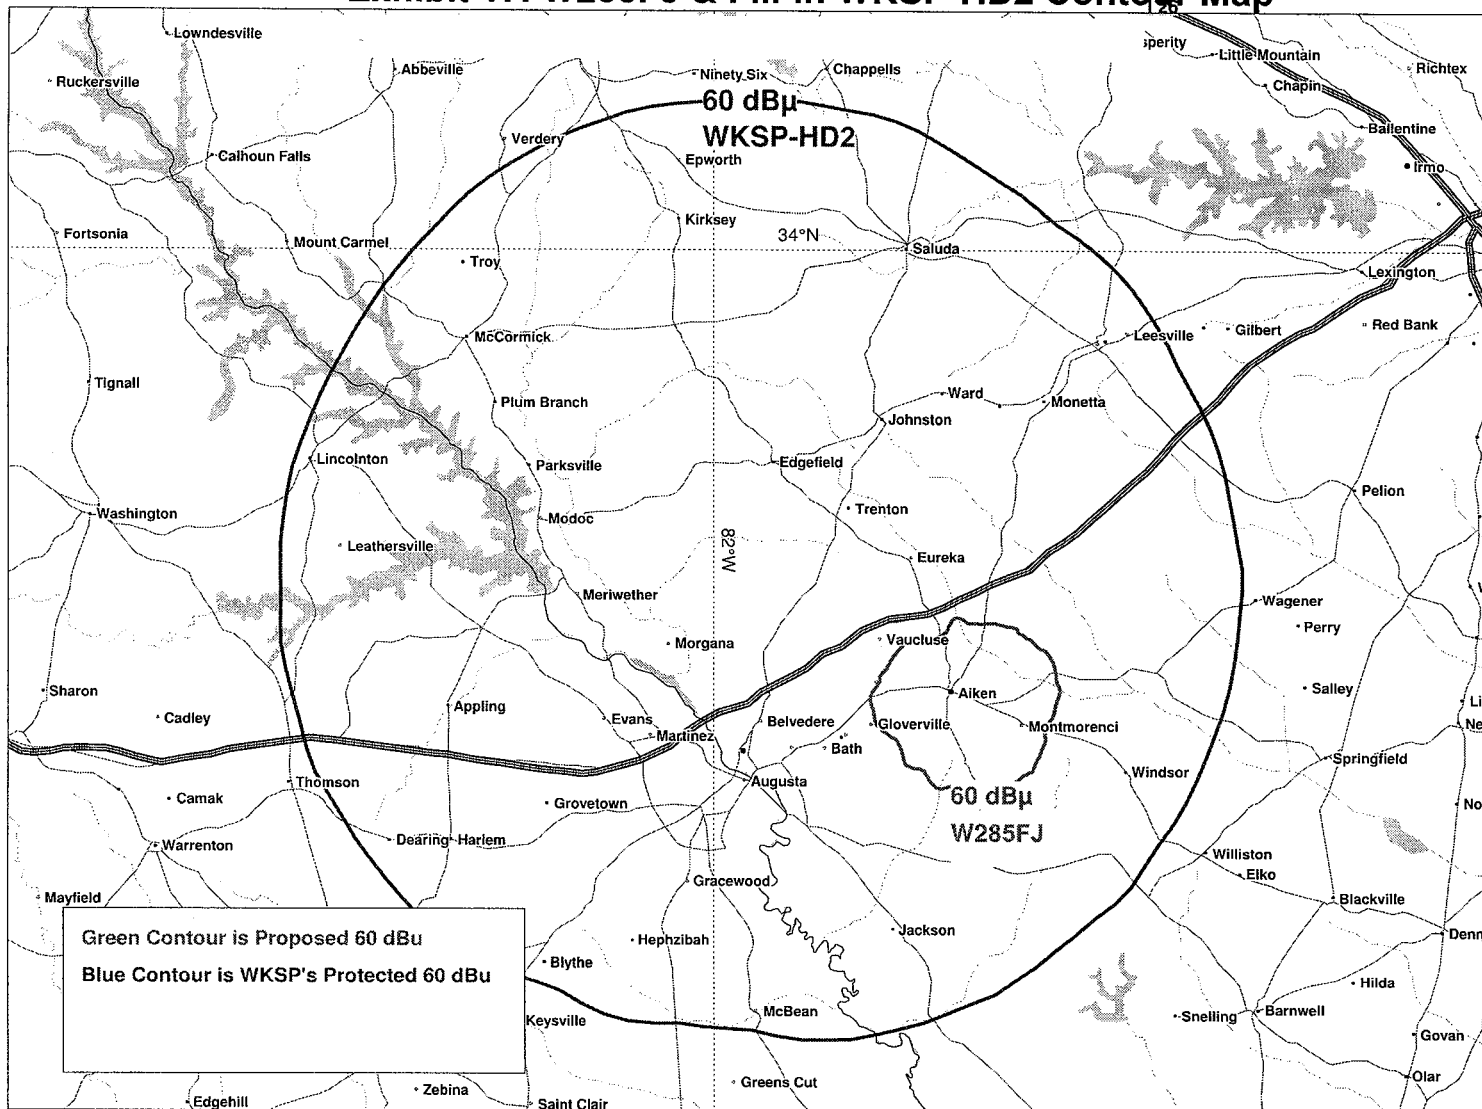 Lowndesville
126
sperity
Little Mountain
Richtex
Ruckersville
Abbeville
Ninety Six
Chappells
Chapin
60 dBµ
WKSP-HD2
Ballentine
Verdery
Calhoun Falls
Epworth
Irmo
Kirksey
Fortsonia
Mount Carmel
34°N
Saluda
Troy
Lexington
McCormick
Leesville
Gilbert
Red Bank
Tignall
Plum Branch
Ward
Monetta
Johnston
Lincolnton
Parksville
Edgefield
Pelion
Washington
Modoc
Trenton
Leathersville
82°W
Eureka
Meriwether
Wagener
Perry
Morgana
Vaucluse
Sharon
Aiken
Salley
Li
Cadley
Appling
Evans
Belvedere
Gloverville
Montmorenci
Ne
Martinez
Bath
Springfield
Thomson
Augusta
Windsor
Camak
Grovetown
60 dBµ
W285FJ
No
Warrenton
Dearing
Harlem
Williston
Elko
Gracewood
Mayfield
Blackville
Green Contour is Proposed 60 dBu
Blue Contour is WKSP's Protected 60 dBu
Hephzibah
Jackson
Denn
Blythe
Hilda
Keysville
McBean
Snelling
Barnwell
Govan
Zebina
Greens Cut
Olar
Edgehill
Saint Clair